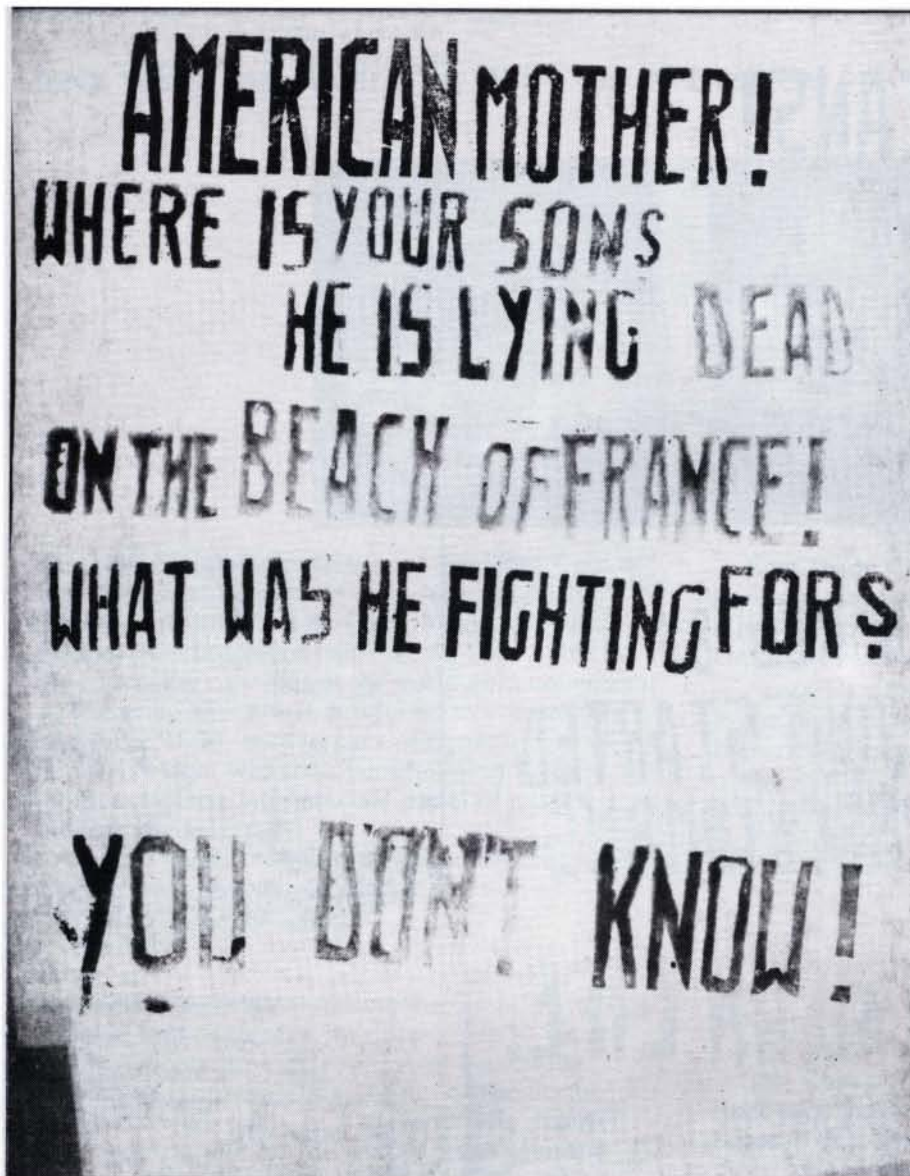 AMERICAN MOTHER!
WHERE IS YOUR SONS
HE IS LYING DEAD
ON THE BEACH OF FRANCE!
WHAT WAS HE FIGHTING FORS
YOU DON'T KNOW!